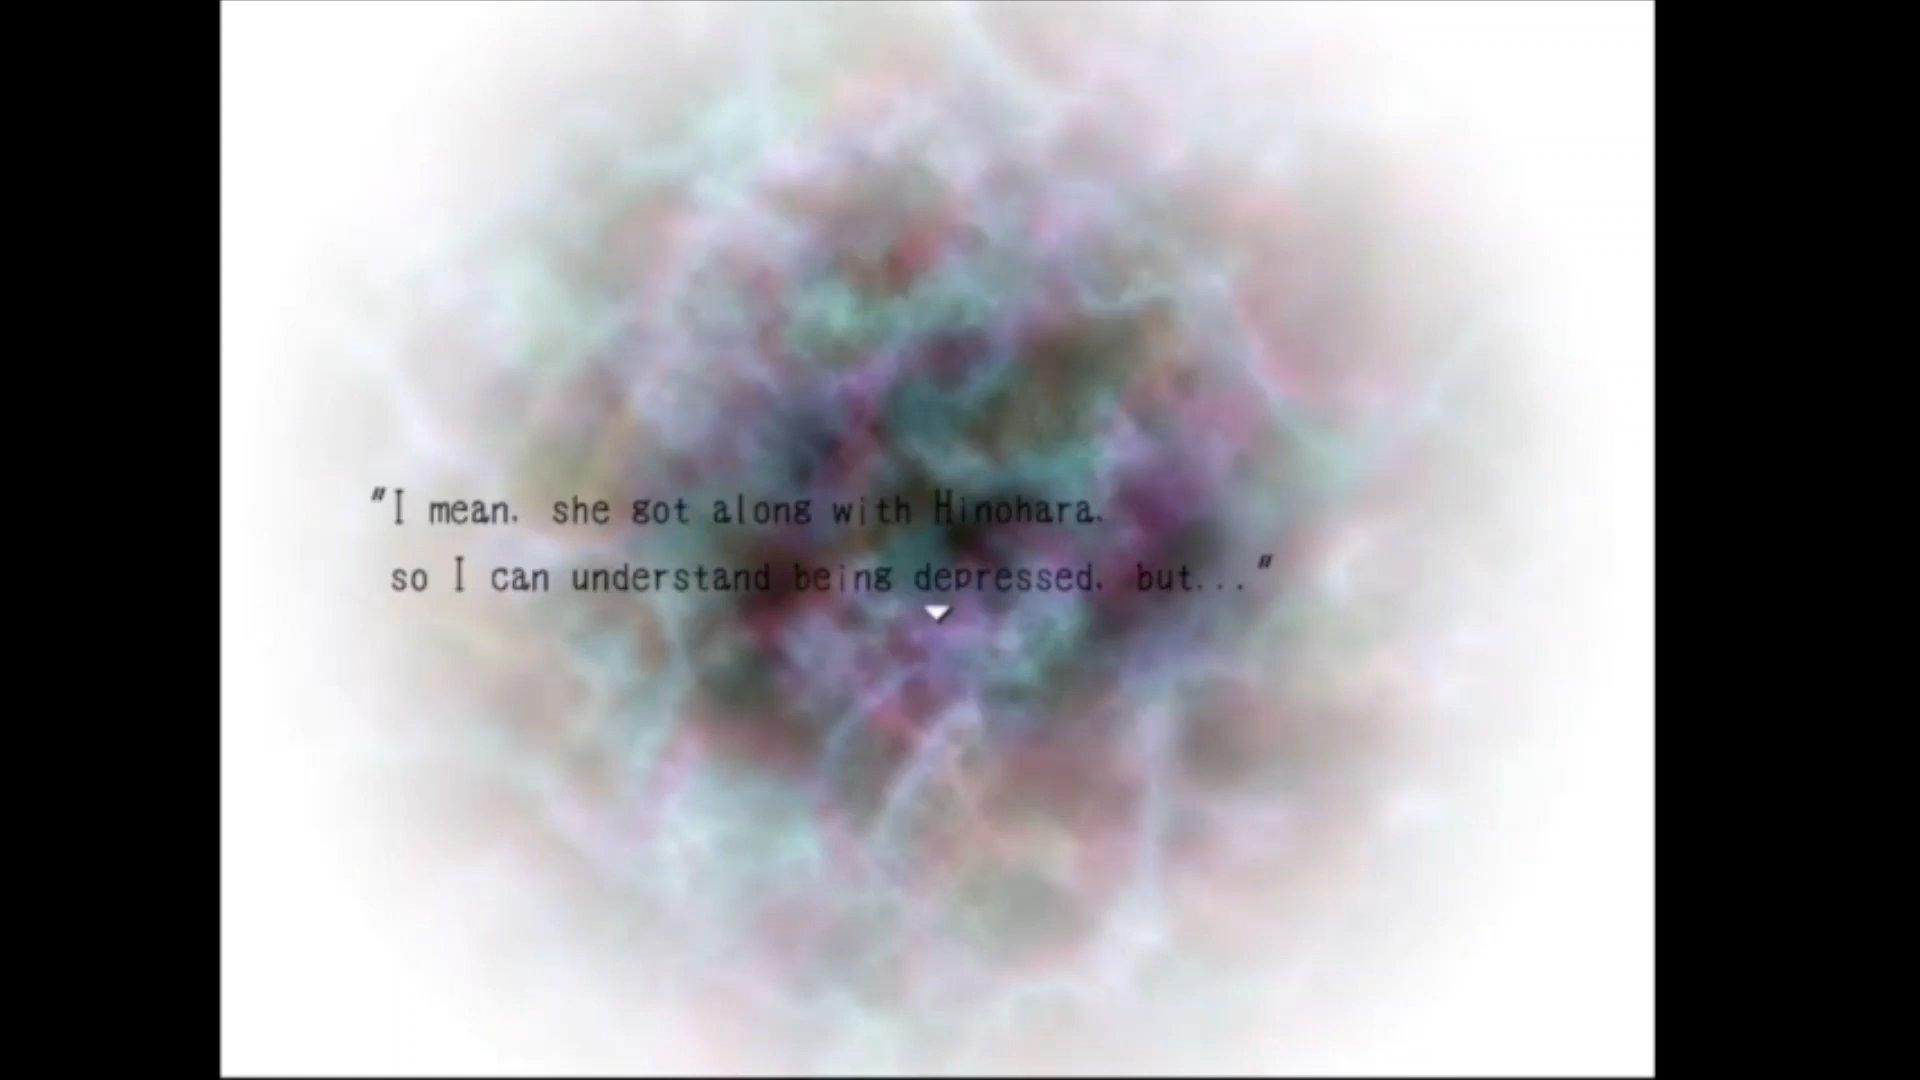 "I mean, she got along with Hinohara,
so I can understand being depressed, but..."